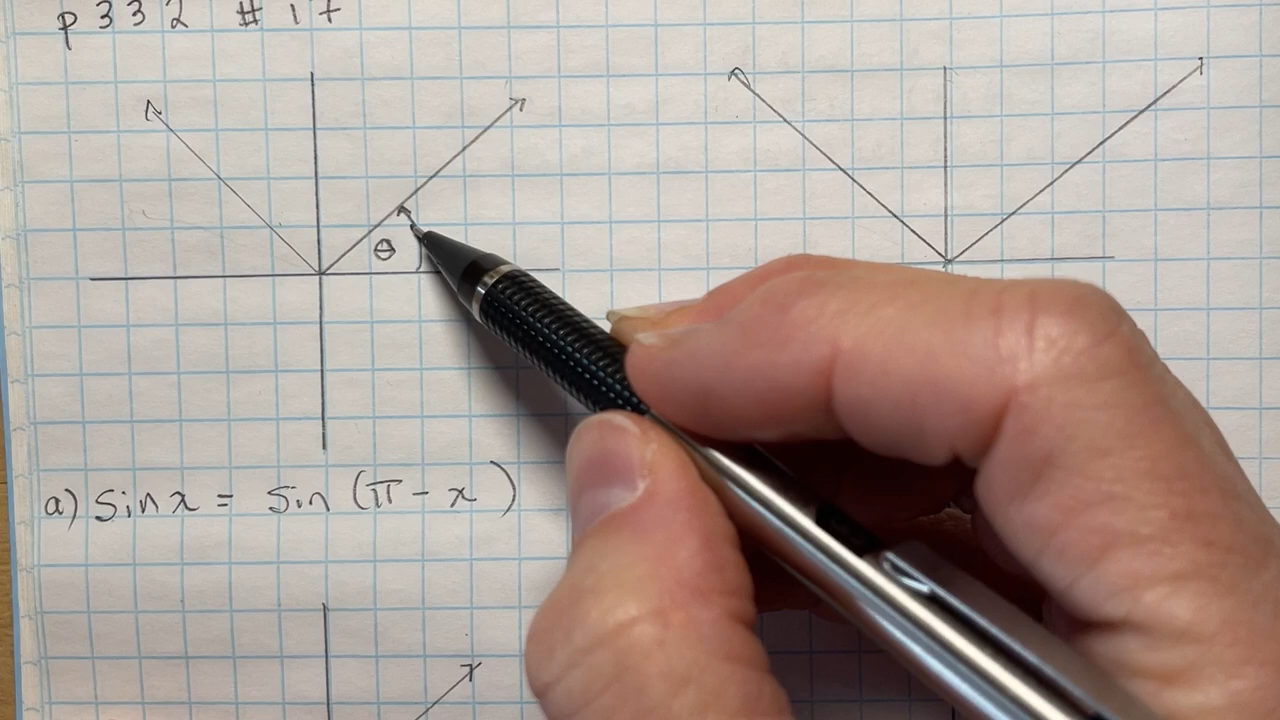 p 332 # 17
θ
a) sin x = sin (π - x)